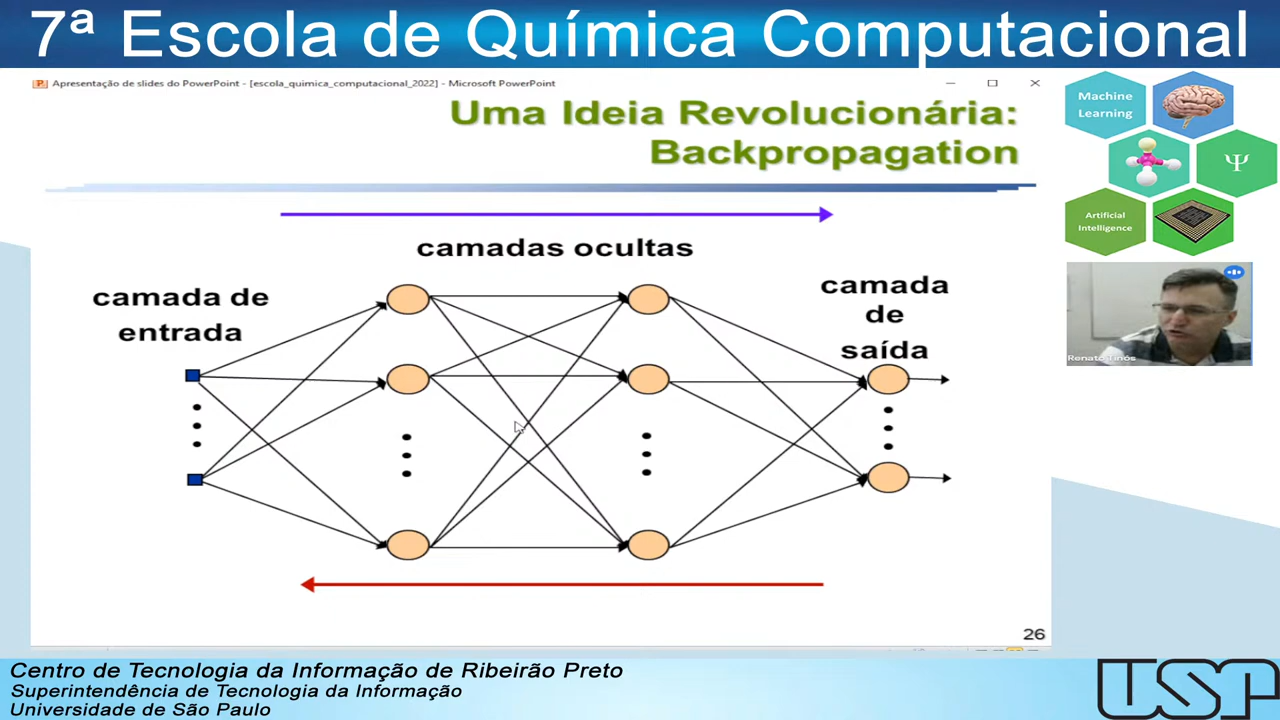 7ª Escola de Química Computacional
Apresentação de slides do PowerPoint - [escola_quimica_computacional_2022] - Microsoft PowerPoint
Uma Ideia Revolucionária:
Backpropagation
Machine
Learning
Ψ
Artificial
Intelligence
camadas ocultas
camada de
entrada
camada
de
saída
Renato Tinós
26
Centro de Tecnologia da Informação de Ribeirão Preto
Superintendência de Tecnologia da Informação
Universidade de São Paulo
USP